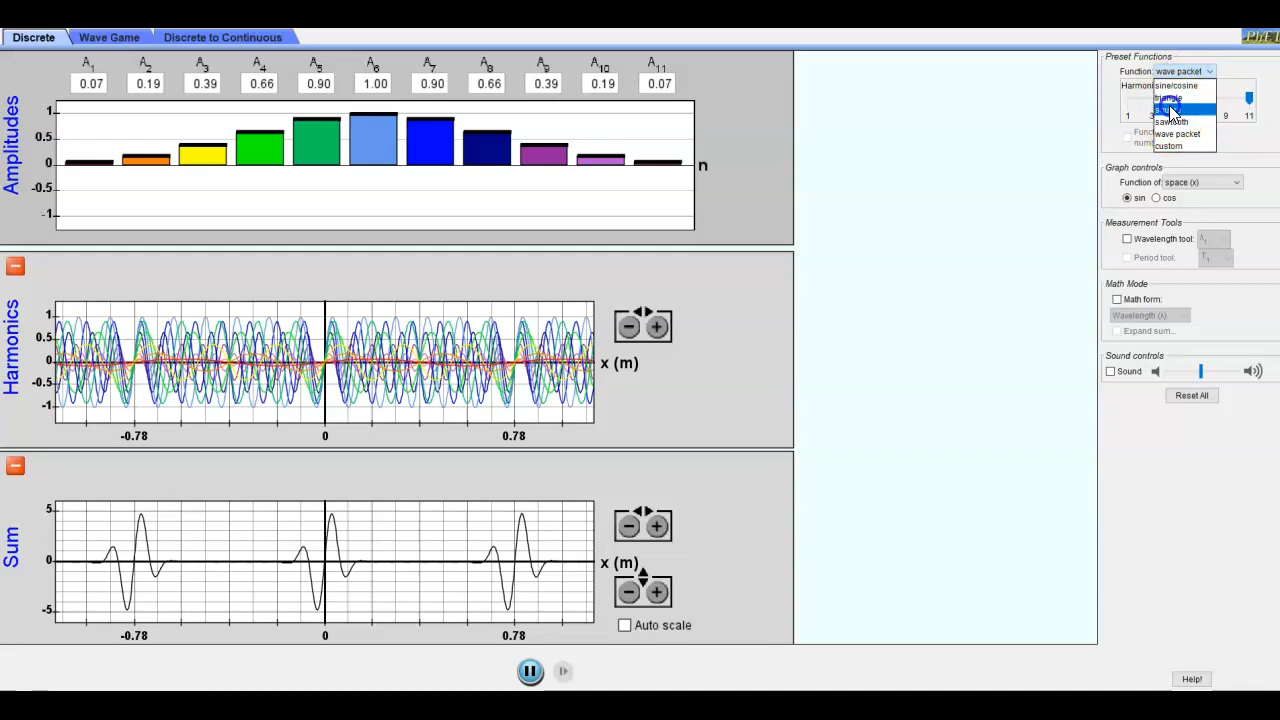 Discrete Wave Game Discrete to Continuous
PhET
Amplitudes
A1 A2 A3 A4 A5 A6 A7 A8 A9 A10 A11
0.07 0.19 0.39 0.66 0.90 1.00 0.90 0.66 0.39 0.19 0.07
1
0.5
0
-0.5
-1
n
Harmonics
1
0.5
0
-0.5
-1
x (m)
-0.78 0 0.78
Sum
5
0
-5
x (m)
Auto scale
-0.78 0 0.78
Preset Functions
Function: wave packet
sine/cosine
triangle
sawtooth
wave packet
custom
1 9 11
Graph controls
Function of: space (x)
sin cos
Measurement Tools
Wavelength tool: λ1
Period tool: T1
Math Mode
Math form:
Wavelength (λ)
Expand sum...
Sound controls
Sound
Reset All
Help!